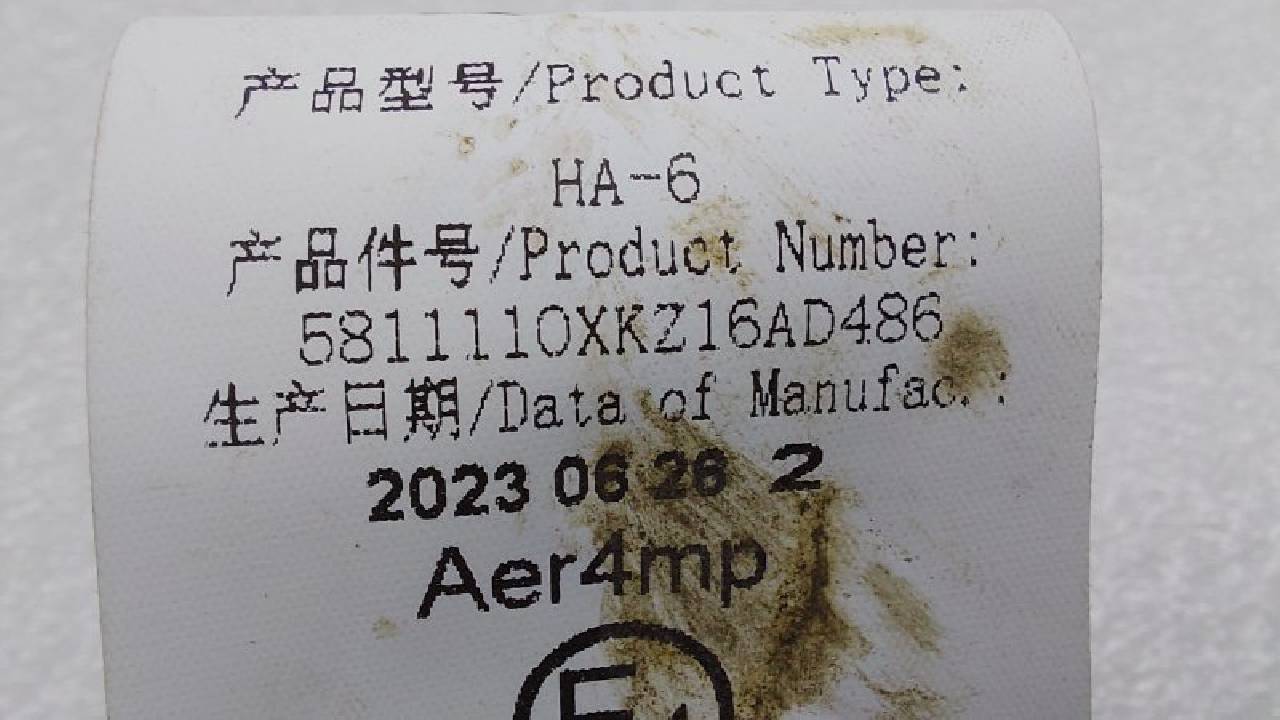 产品型号/Product Type:
HA-6
产品件号/Product Number:
5811110XKZ16AD486
生产日期/Data of Manufac.:
2023 06 26 2
Aer4mp
E4